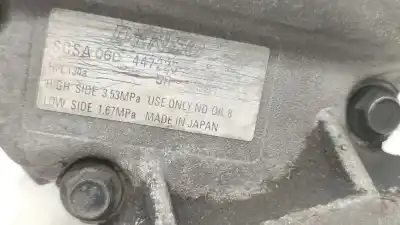 DENSO
SCSA 06C
HFC134a
HIGH SIDE 3.53MPa USE ONLY ND-OIL 8
LOW SIDE 1.67MPa MADE IN JAPAN